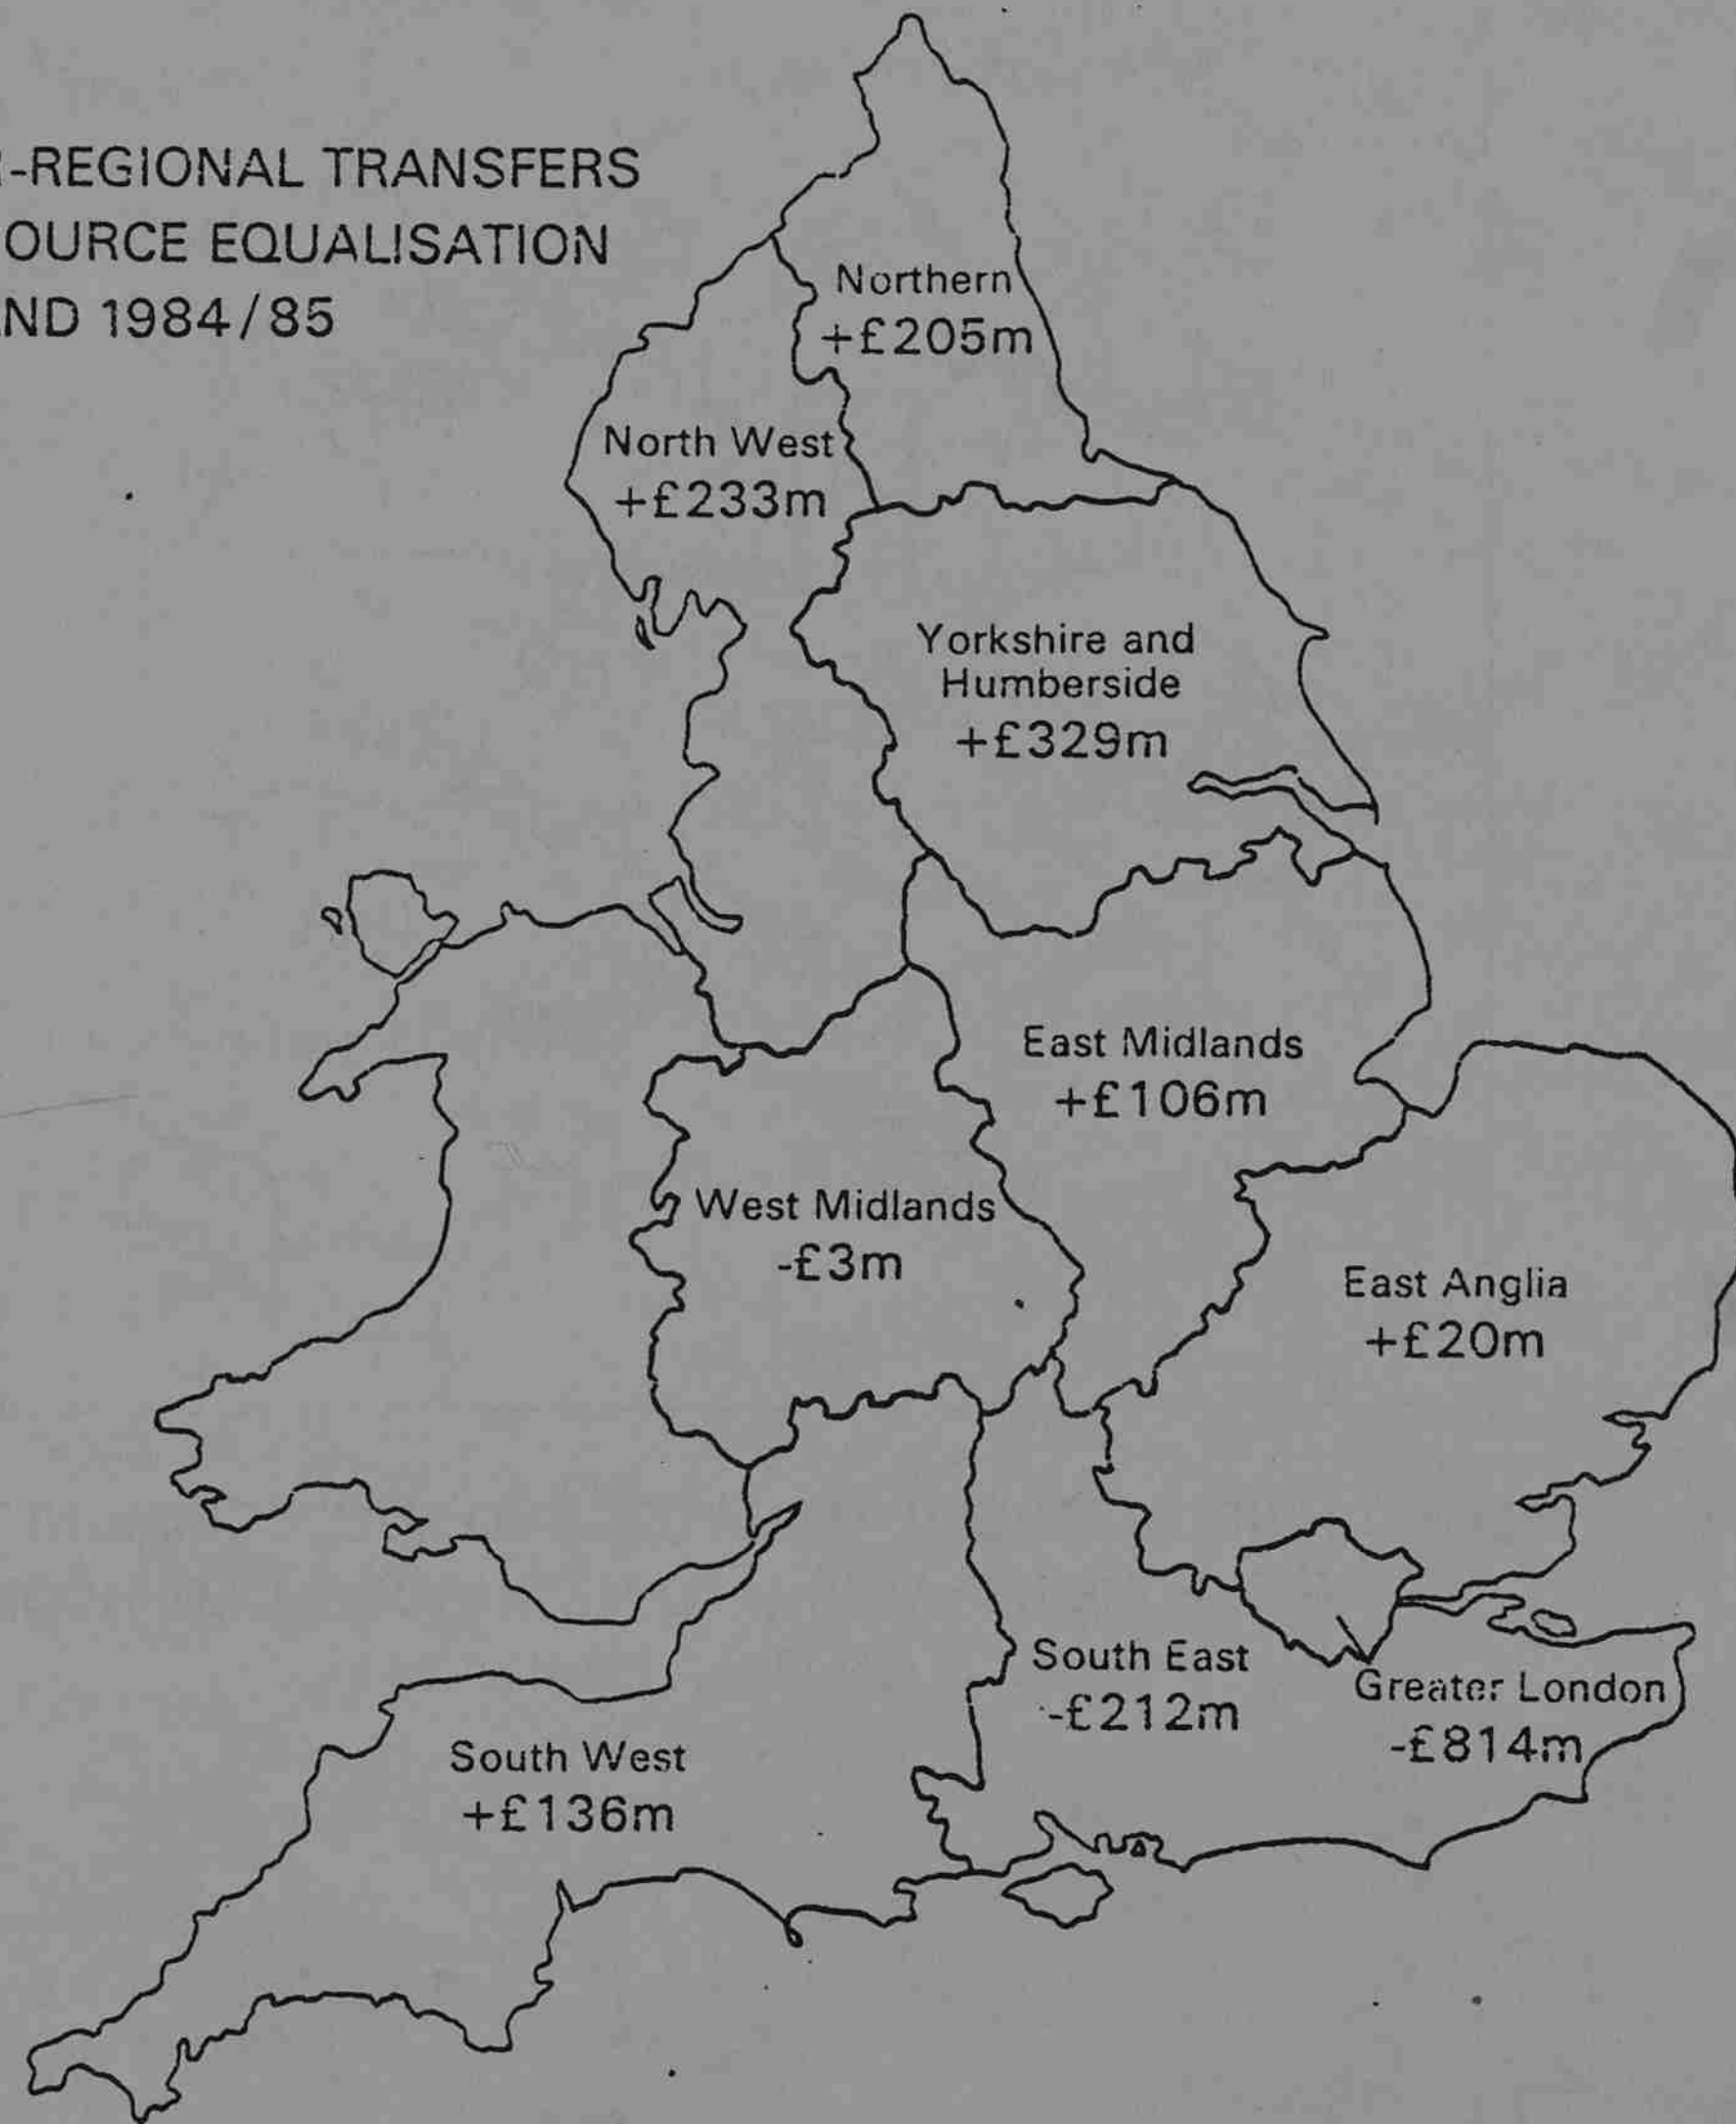 -REGIONAL TRANSFERS
OURCE EQUALISATION
ND 1984/85
Northern
+£205m
North West
+£233m
Yorkshire and
Humberside
+£329m
East Midlands
+£106m
West Midlands
-£3m
East Anglia
+£20m
South East
-£212m
Greater London
-£814m
South West
+£136m